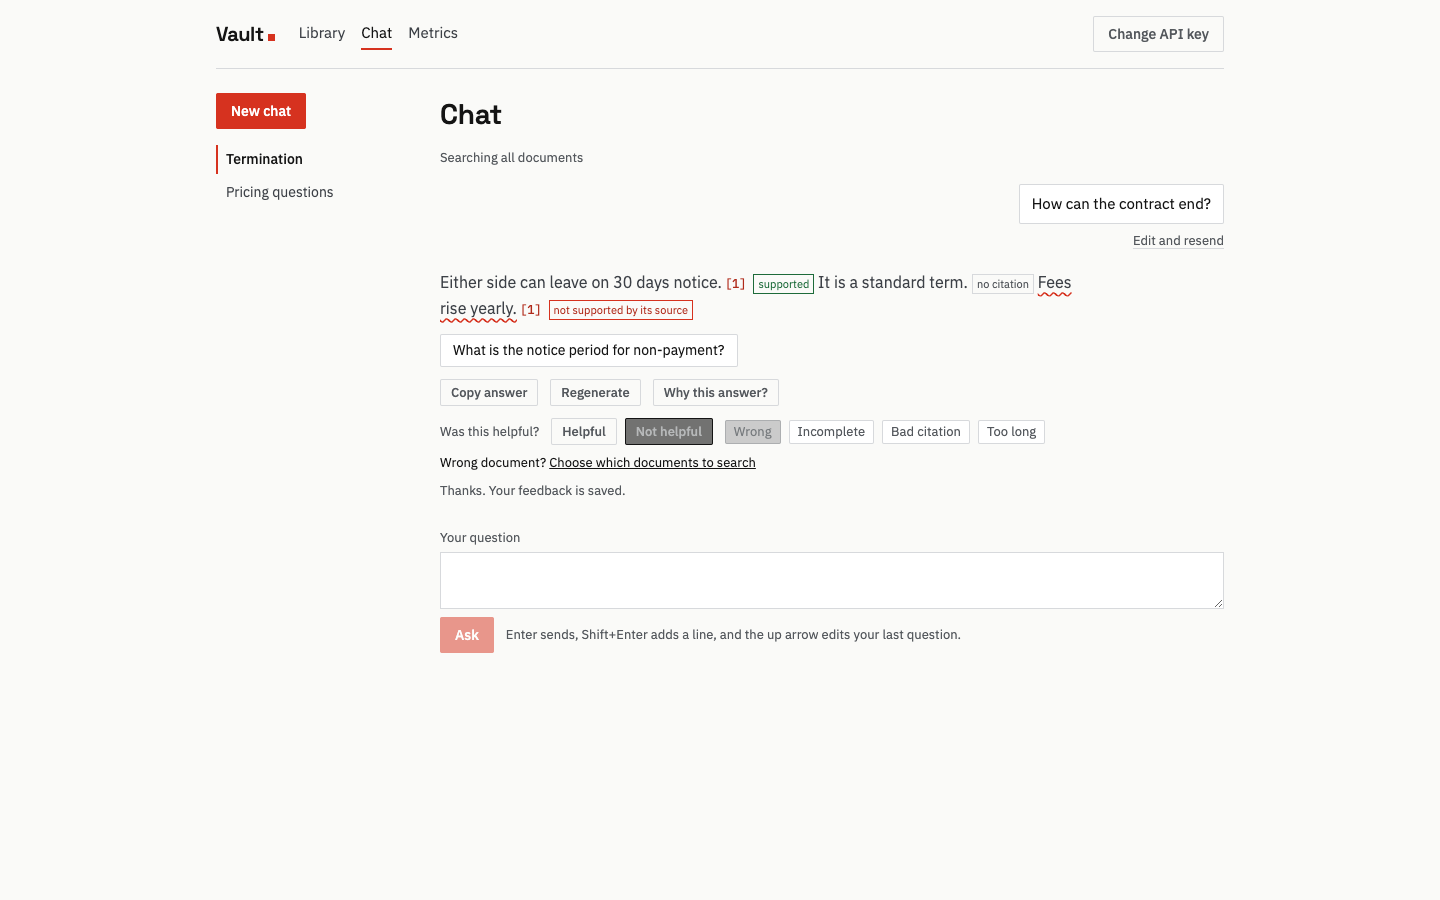 Vault Library Chat Metrics Change API key
New chat
Termination
Pricing questions
Chat
Searching all documents
How can the contract end?
Edit and resend
Either side can leave on 30 days notice. [1] supported It is a standard term. no citation Fees
rise yearly. [1] not supported by its source
What is the notice period for non-payment?
Copy answer Regenerate Why this answer?
Was this helpful? Helpful Not helpful Wrong Incomplete Bad citation Too long
Wrong document? Choose which documents to search
Thanks. Your feedback is saved.
Your question
Ask Enter sends, Shift+Enter adds a line, and the up arrow edits your last question.